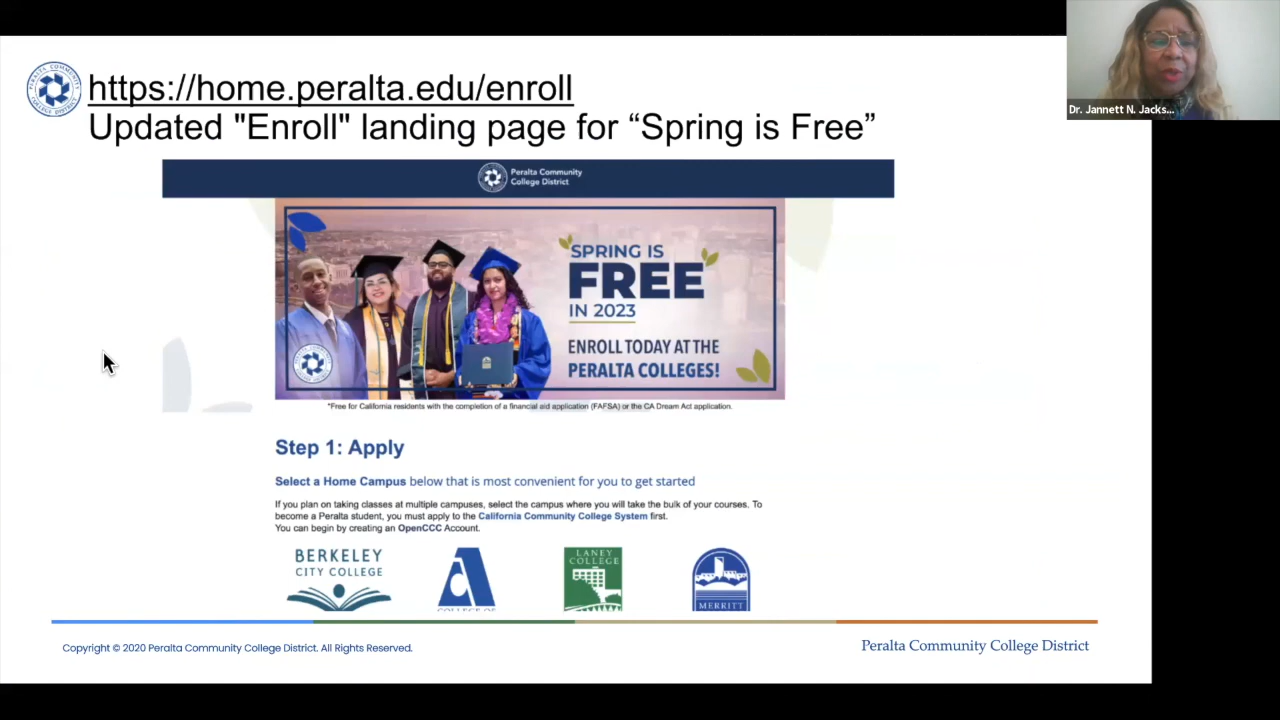 https://home.peralta.edu/enroll
Updated "Enroll" landing page for “Spring is Free”
Dr. Jannett N. Jacks...
PERALTA COMMUNITY
COLLEGE DISTRICT
Peralta Community
College District
SPRING IS
FREE
IN 2023
ENROLL TODAY AT THE
PERALTA COLLEGES!
*Free for California residents with the completion of a financial aid application (FAFSA) or the CA Dream Act application.
Step 1: Apply
Select a Home Campus below that is most convenient for you to get started
If you plan on taking classes at multiple campuses, select the campus where you will take the bulk of your courses. To
become a Peralta student, you must apply to the California Community College System first.
You can begin by creating an OpenCCC Account.
BERKELEY
CITY COLLEGE
COLLEGE OF
LANEY
COLLEGE
MERRITT
Copyright © 2020 Peralta Community College District. All Rights Reserved.
Peralta Community College District